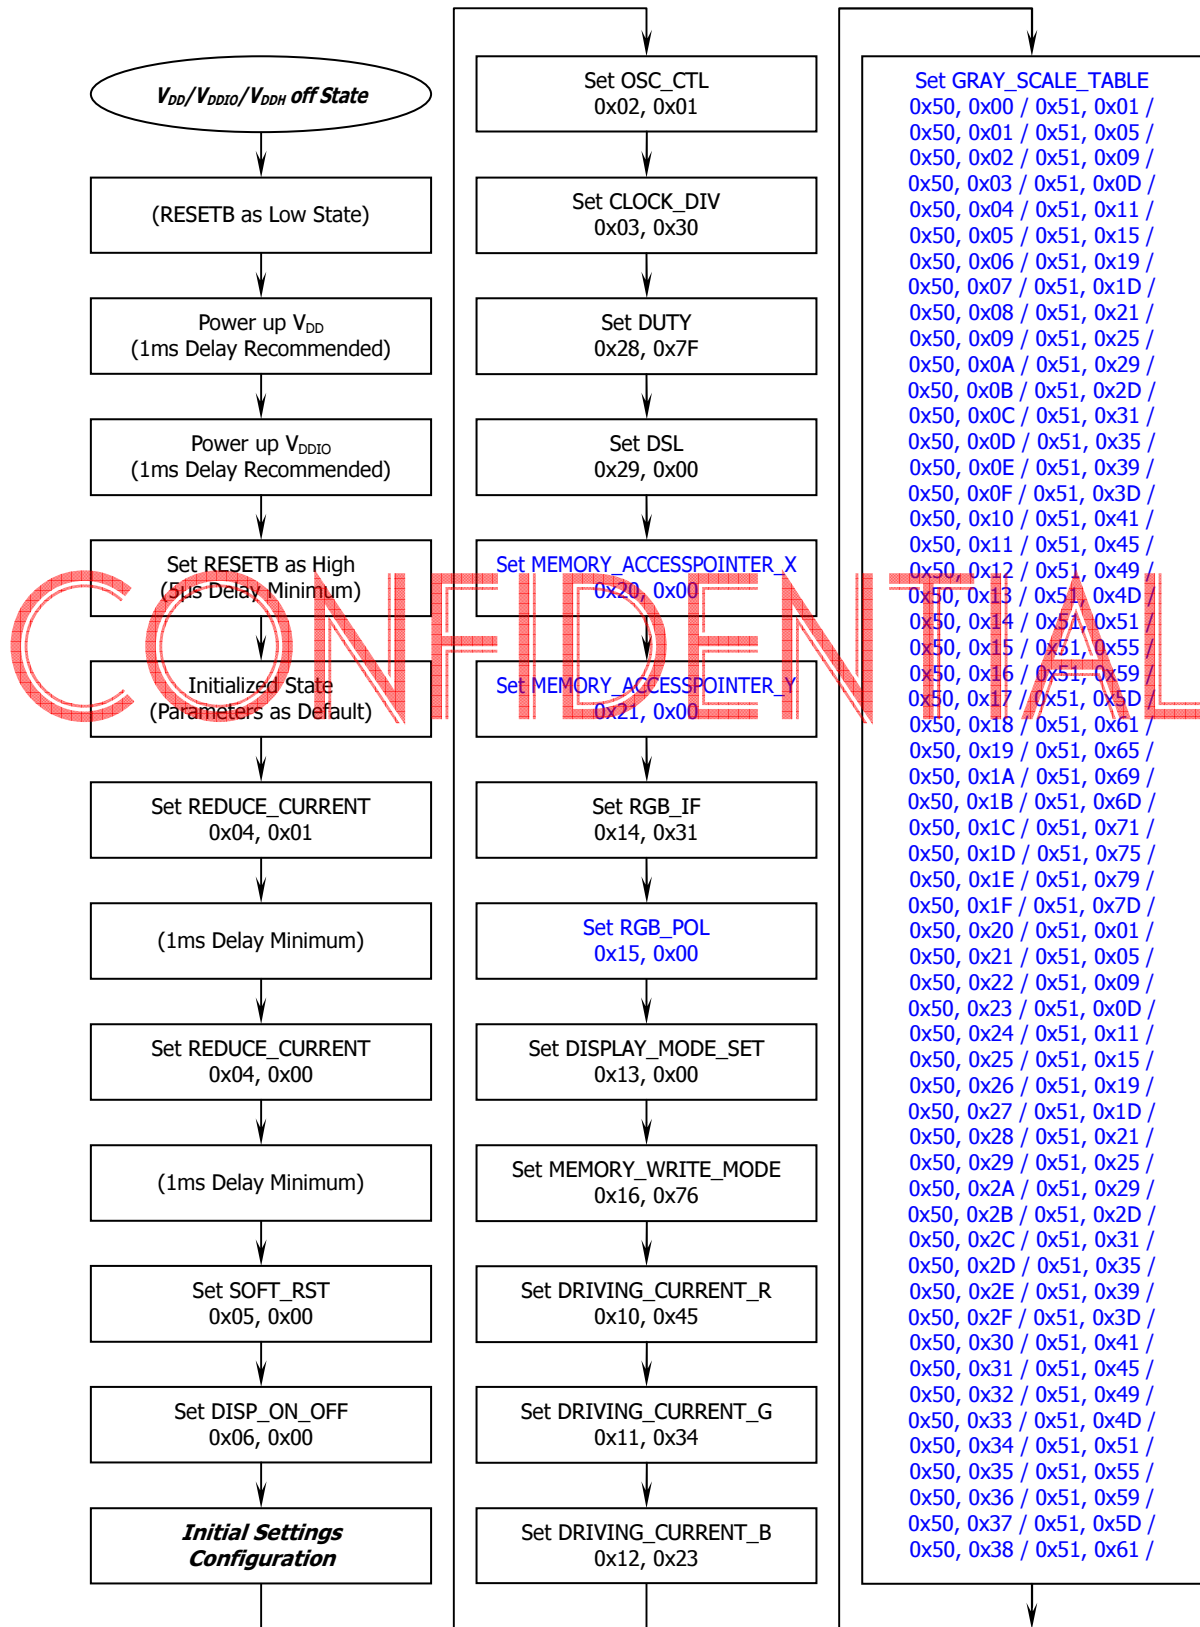 V_DD/V_DDIO/V_DDH off State
(RESETB as Low State)
Power up V_DD
(1ms Delay Recommended)
Power up V_DDIO
(1ms Delay Recommended)
Set RESETB as High
(5µs Delay Minimum)
Initialized State
(Parameters as Default)
Set REDUCE_CURRENT
0x04, 0x01
(1ms Delay Minimum)
Set REDUCE_CURRENT
0x04, 0x00
(1ms Delay Minimum)
Set SOFT_RST
0x05, 0x00
Set DISP_ON_OFF
0x06, 0x00
Initial Settings
Configuration
Set OSC_CTL
0x02, 0x01
Set CLOCK_DIV
0x03, 0x30
Set DUTY
0x28, 0x7F
Set DSL
0x29, 0x00
Set MEMORY_ACCESSPOINTER_X
0x20, 0x00
Set MEMORY_ACCESSPOINTER_Y
0x21, 0x00
Set RGB_IF
0x14, 0x31
Set RGB_POL
0x15, 0x00
Set DISPLAY_MODE_SET
0x13, 0x00
Set MEMORY_WRITE_MODE
0x16, 0x76
Set DRIVING_CURRENT_R
0x10, 0x45
Set DRIVING_CURRENT_G
0x11, 0x34
Set DRIVING_CURRENT_B
0x12, 0x23
Set GRAY_SCALE_TABLE
0x50, 0x00 / 0x51, 0x01 /
0x50, 0x01 / 0x51, 0x05 /
0x50, 0x02 / 0x51, 0x09 /
0x50, 0x03 / 0x51, 0x0D /
0x50, 0x04 / 0x51, 0x11 /
0x50, 0x05 / 0x51, 0x15 /
0x50, 0x06 / 0x51, 0x19 /
0x50, 0x07 / 0x51, 0x1D /
0x50, 0x08 / 0x51, 0x21 /
0x50, 0x09 / 0x51, 0x25 /
0x50, 0x0A / 0x51, 0x29 /
0x50, 0x0B / 0x51, 0x2D /
0x50, 0x0C / 0x51, 0x31 /
0x50, 0x0D / 0x51, 0x35 /
0x50, 0x0E / 0x51, 0x39 /
0x50, 0x0F / 0x51, 0x3D /
0x50, 0x10 / 0x51, 0x41 /
0x50, 0x11 / 0x51, 0x45 /
0x50, 0x12 / 0x51, 0x49 /
0x50, 0x13 / 0x51, 0x4D /
0x50, 0x14 / 0x51, 0x51 /
0x50, 0x15 / 0x51, 0x55 /
0x50, 0x16 / 0x51, 0x59 /
0x50, 0x17 / 0x51, 0x5D /
0x50, 0x18 / 0x51, 0x61 /
0x50, 0x19 / 0x51, 0x65 /
0x50, 0x1A / 0x51, 0x69 /
0x50, 0x1B / 0x51, 0x6D /
0x50, 0x1C / 0x51, 0x71 /
0x50, 0x1D / 0x51, 0x75 /
0x50, 0x1E / 0x51, 0x79 /
0x50, 0x1F / 0x51, 0x7D /
0x50, 0x20 / 0x51, 0x01 /
0x50, 0x21 / 0x51, 0x05 /
0x50, 0x22 / 0x51, 0x09 /
0x50, 0x23 / 0x51, 0x0D /
0x50, 0x24 / 0x51, 0x11 /
0x50, 0x25 / 0x51, 0x15 /
0x50, 0x26 / 0x51, 0x19 /
0x50, 0x27 / 0x51, 0x1D /
0x50, 0x28 / 0x51, 0x21 /
0x50, 0x29 / 0x51, 0x25 /
0x50, 0x2A / 0x51, 0x29 /
0x50, 0x2B / 0x51, 0x2D /
0x50, 0x2C / 0x51, 0x31 /
0x50, 0x2D / 0x51, 0x35 /
0x50, 0x2E / 0x51, 0x39 /
0x50, 0x2F / 0x51, 0x3D /
0x50, 0x30 / 0x51, 0x41 /
0x50, 0x31 / 0x51, 0x45 /
0x50, 0x32 / 0x51, 0x49 /
0x50, 0x33 / 0x51, 0x4D /
0x50, 0x34 / 0x51, 0x51 /
0x50, 0x35 / 0x51, 0x55 /
0x50, 0x36 / 0x51, 0x59 /
0x50, 0x37 / 0x51, 0x5D /
0x50, 0x38 / 0x51, 0x61 /
CONFIDENTIAL